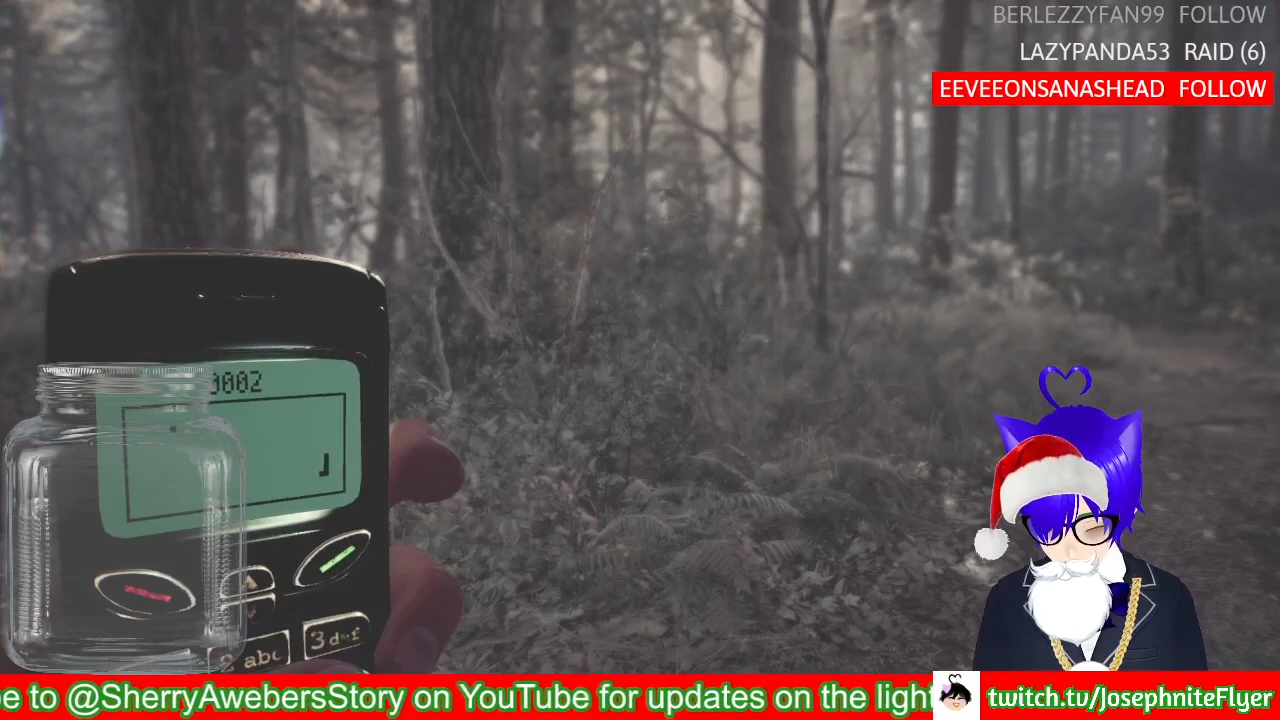 BERLEZZYFAN99 FOLLOW
LAZYPANDA53 RAID (6)
EEVEEONSANASHEAD FOLLOW
0002
2 abc
3 def
e to @SherryAwebersStory on YouTube for updates on the light
twitch.tv/JosephniteFlyer